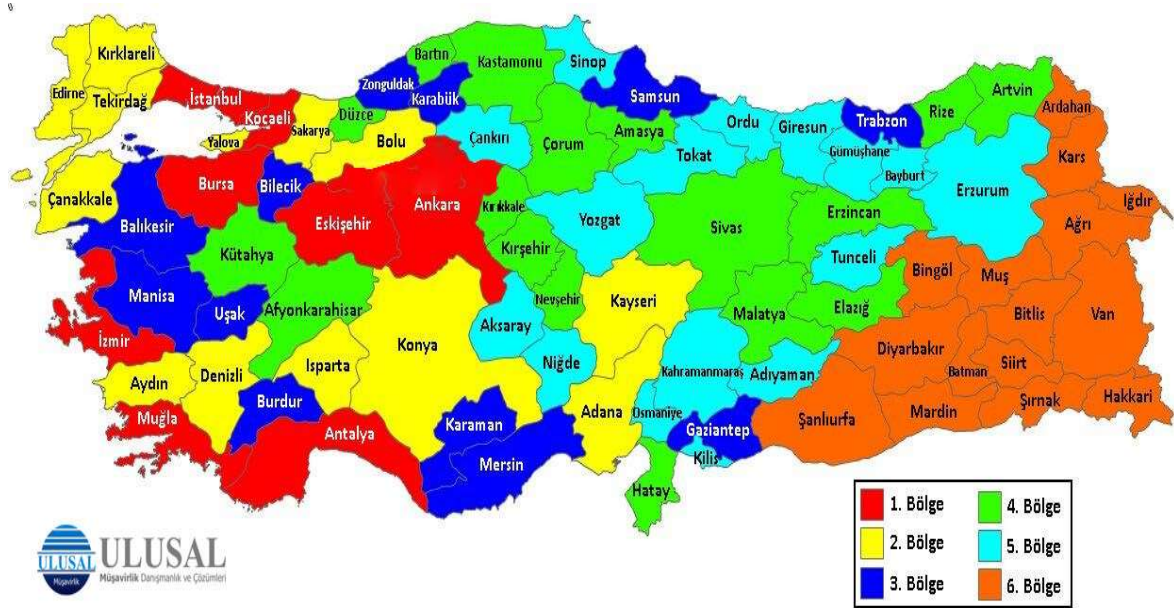 Kırklareli
Edirne
Tekirdağ
İstanbul
Kocaeli
Yalova
Sakarya
Düzce
Bolu
Zonguldak
Bartın
Karabük
Kastamonu
Sinop
Çankırı
Samsun
Amasya
Çorum
Ordu
Tokat
Giresun
Trabzon
Gümüşhane
Bayburt
Rize
Artvin
Ardahan
Kars
Iğdır
Ağrı
Erzurum
Erzincan
Çanakkale
Balıkesir
Bursa
Bilecik
Eskişehir
Ankara
Kırıkkale
Kırşehir
Yozgat
Sivas
Tunceli
Bingöl
Muş
Bitlis
Van
Kütahya
Manisa
Uşak
Afyonkarahisar
İzmir
Aydın
Denizli
Isparta
Konya
Aksaray
Nevşehir
Kayseri
Niğde
Malatya
Elazığ
Diyarbakır
Batman
Siirt
Şırnak
Hakkari
Muğla
Burdur
Antalya
Karaman
Mersin
Adana
Kahramanmaraş
Osmaniye
Adıyaman
Gaziantep
Kilis
Hatay
Şanlıurfa
Mardin
1. Bölge
2. Bölge
3. Bölge
4. Bölge
5. Bölge
6. Bölge
ULUSAL
Müşavirlik
ULUSAL
Müşavirlik Danışmanlık ve Çözümleri